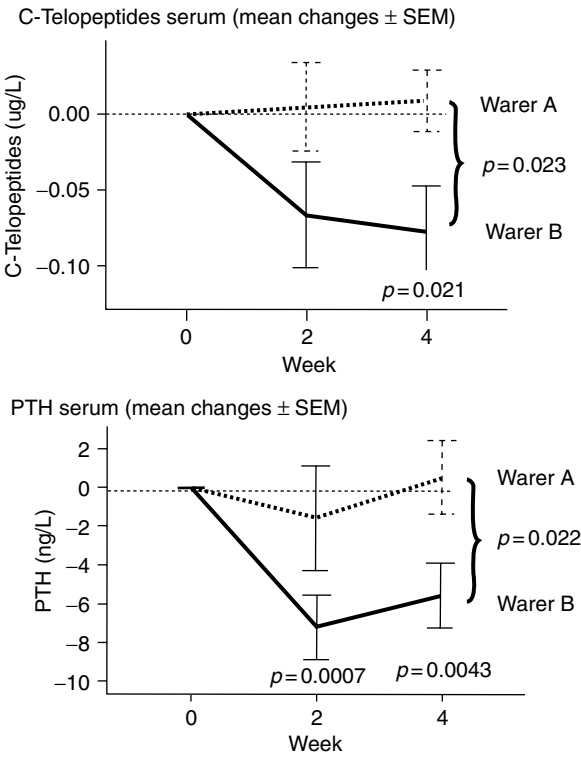 C-Telopeptides serum (mean changes ± SEM)
C-Telopeptides (ug/L)
0.00
−0.05
−0.10
Warer A
p=0.023
Warer B
p=0.021
0 2 4
Week
PTH serum (mean changes ± SEM)
PTH (ng/L)
2
0
−2
−4
−6
−8
−10
Warer A
p=0.022
Warer B
p=0.0007 p=0.0043
0 2 4
Week